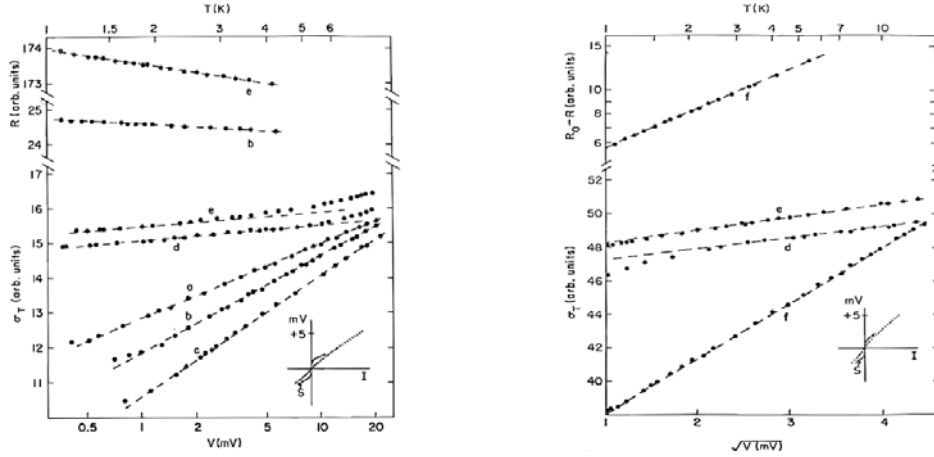 T(K)
1 1.5 2 3 4 5 6
R (arb. units)
174
173
e
25
24
b
σT (arb. units)
16
15
14
13
12
11
e
d
a
b
c
mV
+5
I
S
0.5 1 2 5 10 20
V(mV)
T(K)
1 2 3 4 5 7 10
R₀-R (arb. units)
15
10
8
6
f
σT (arb. units)
52
50
48
46
44
42
40
e
d
f
mV
+5
I
S
1 2 3 4
√V(mV)